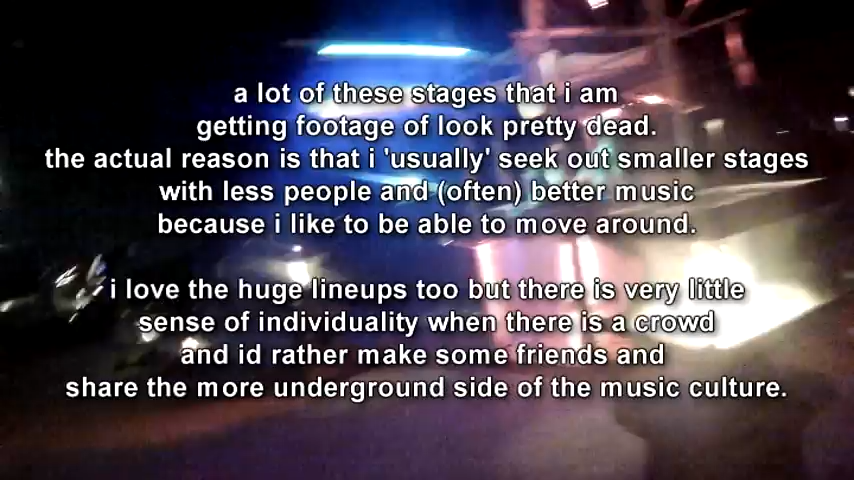 a lot of these stages that i am
getting footage of look pretty dead.
the actual reason is that i 'usually' seek out smaller stages
with less people and (often) better music
because i like to be able to move around.
i love the huge lineups too but there is very little
sense of individuality when there is a crowd
and id rather make some friends and
share the more underground side of the music culture.